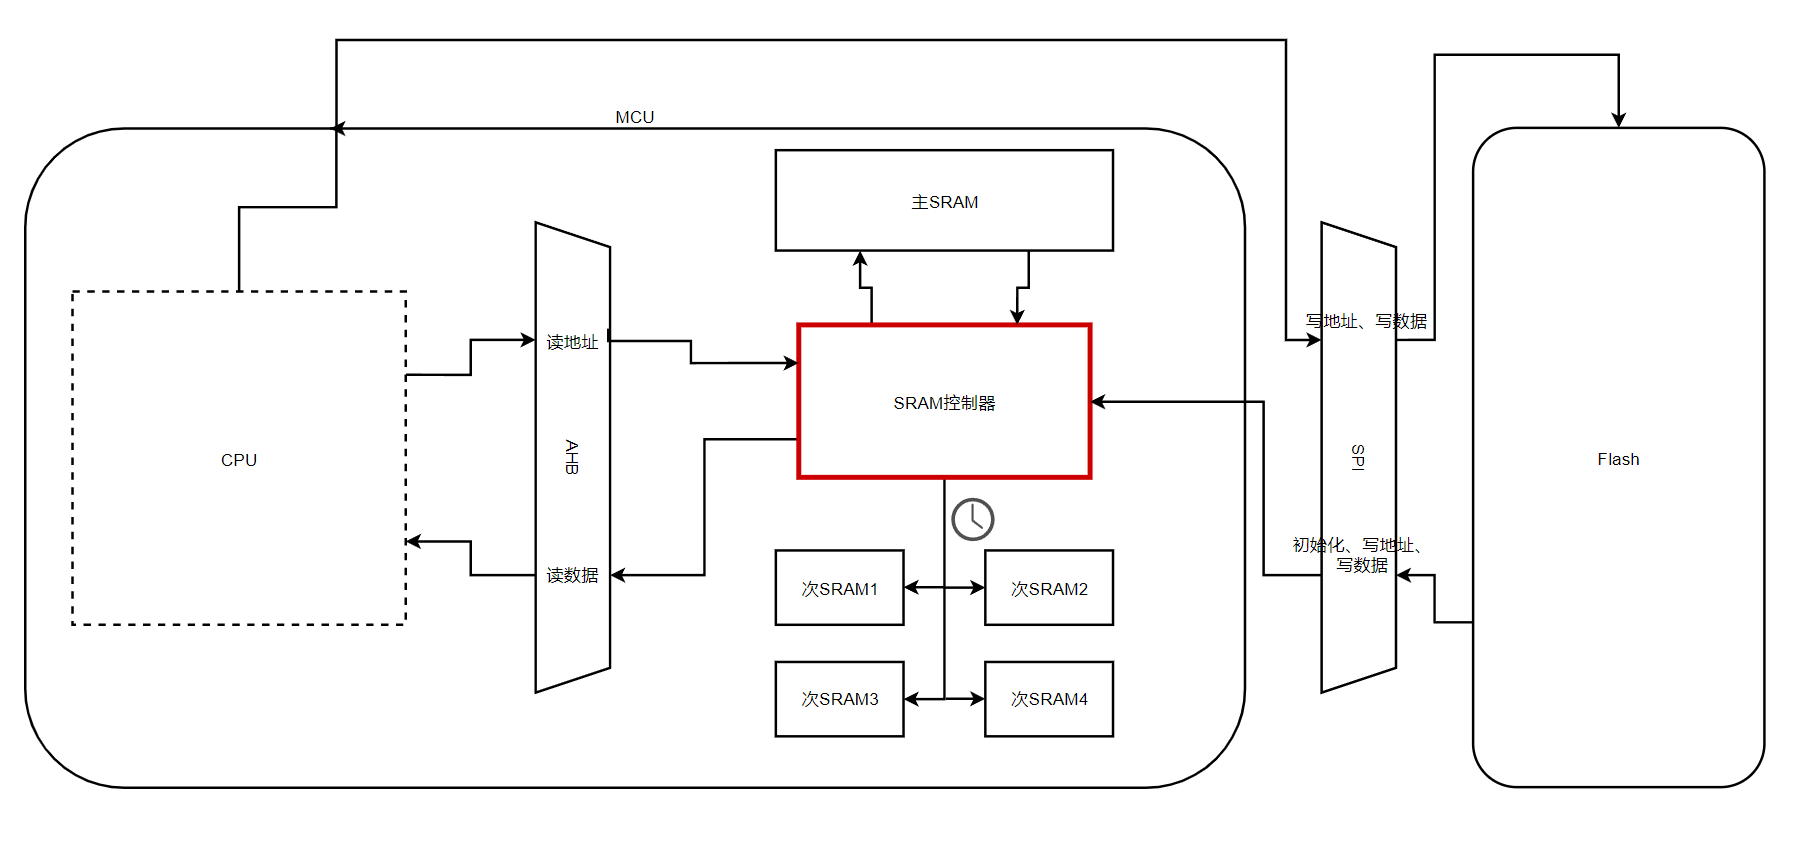 MCU
主SRAM
写地址、写数据
读地址
SRAM控制器
CPU
AHB
SPI
Flash
初始化、写地址、
写数据
读数据
次SRAM1
次SRAM2
次SRAM3
次SRAM4